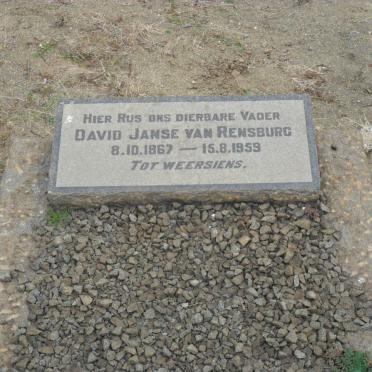 Hier Rus ons dierbare Vader
David Janse van Rensburg
8.10.1867 — 15.8.1959
Tot weersiens.